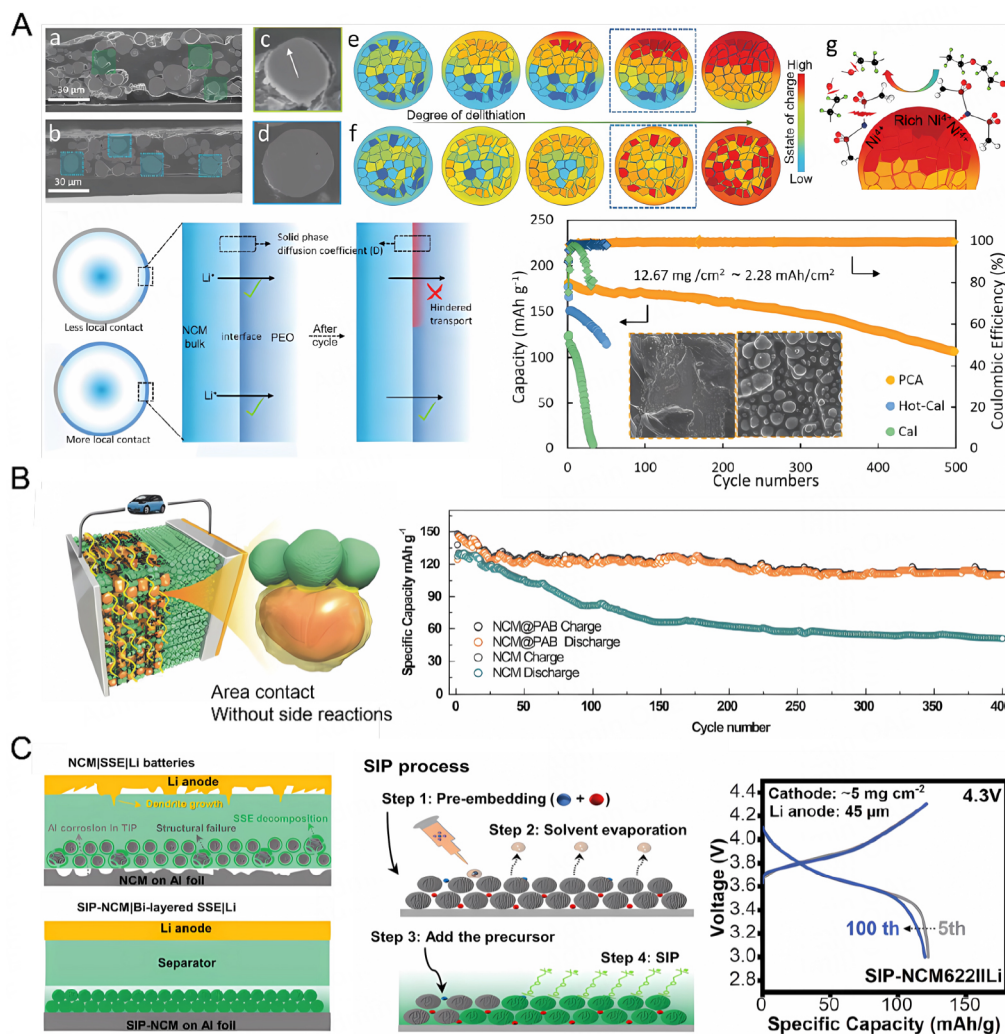 A
a
30 μm
b
30 μm
c
d
e
Degree of delithiation
f
High
Sstate of charge
Low
g
Rich Ni⁴
Ni⁴⁺
Ni⁴⁺
Less local contact
More local contact
Solid phase
diffusion coefficient (D)
Li⁺
NCM
bulk
interface
PEO
Li⁺
After
cycle
Hindered
transport
Capacity (mAh g⁻¹)
250
200
150
100
50
0
12.67 mg /cm² ~ 2.28 mAh/cm²
PCA
Hot-Cal
Cal
100
80
60
40
20
0
Coulombic Efficiency (%)
0
100
200
300
400
500
Cycle numbers
B
Area contact
Without side reactions
Specific Capacity mAh g⁻¹
150
120
90
60
30
0
NCM@PAB Charge
NCM@PAB Discharge
NCM Charge
NCM Discharge
0
50
100
150
200
250
300
350
400
Cycle number
C
NCM|SSE|Li batteries
Li anode
Dendrite growth
SSE decomposition
Al corrosion in TIP
Structural failure
NCM on Al foil
SIP-NCM|Bi-layered SSE|Li
Li anode
Separator
SIP-NCM on Al foil
SIP process
Step 1: Pre-embedding ( + )
Step 2: Solvent evaporation
Step 3: Add the precursor
Step 4: SIP
Voltage (V)
4.4
4.2
4.0
3.8
3.6
3.4
3.2
3.0
2.8
Cathode: ~5 mg cm⁻²
4.3V
Li anode: 45 μm
100 th
5th
SIP-NCM622IILi
0
50
100
150
Specific Capacity (mAh/g)